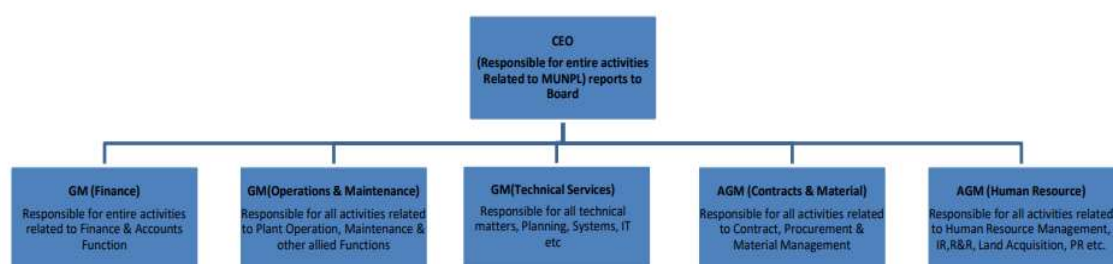 CEO
(Responsible for entire activities
Related to MUNPL) reports to
Board
GM (Finance)
Responsible for entire activities
related to Finance & Accounts
Function
GM(Operations & Maintenance)
Responsible for all activities related
to Plant Operation, Maintenance &
other allied Functions
GM(Technical Services)
Responsible for all technical
matters, Planning, Systems, IT
etc
AGM (Contracts & Material)
Responsible for all activities related
to Contract, Procurement &
Material Management
AGM (Human Resource)
Responsible for all activities related
to Human Resource Management,
IR,R&R, Land Acquisition, PR etc.